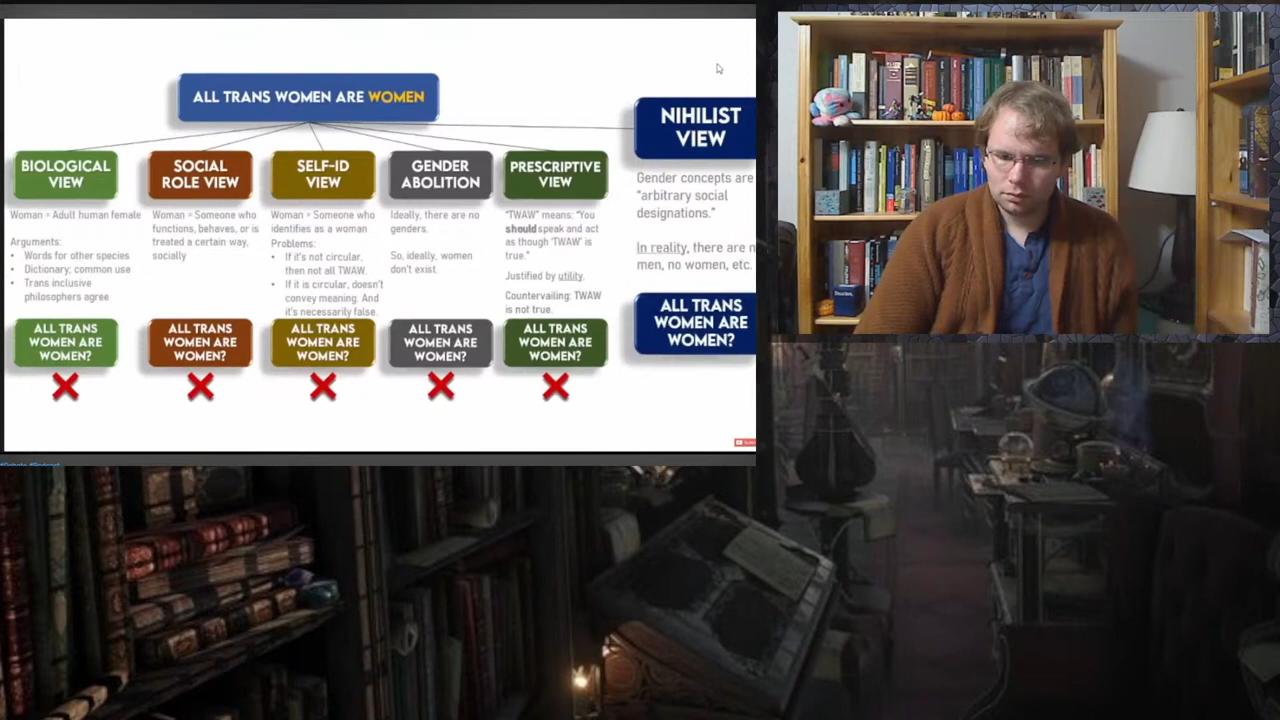 ALL TRANS WOMEN ARE WOMEN
NIHILIST
VIEW
BIOLOGICAL
VIEW
SOCIAL
ROLE VIEW
SELF-ID
VIEW
GENDER
ABOLITION
PRESCRIPTIVE
VIEW
Woman = Adult human female
Arguments:
• Words for other species
• Dictionary; common use
• Trans inclusive
philosophers agree
Woman = Someone who
functions, behaves, or is
treated a certain way,
socially
Woman = Someone who
identifies as a woman
Problems:
• If it's not circular,
then not all TWAW.
• If it is circular, doesn't
convey meaning. And
it's necessarily false.
Ideally, there are no
genders.
So, ideally, women
don't exist.
"TWAW" means: "You
should speak and act
as though 'TWAW' is
true."
Justified by utility.
Countervailing: TWAW
is not true.
Gender concepts are
"arbitrary social
designations."
In reality, there are n
men, no women, etc.
ALL TRANS
WOMEN ARE
WOMEN?
ALL TRANS
WOMEN ARE
WOMEN?
ALL TRANS
WOMEN ARE
WOMEN?
ALL TRANS
WOMEN ARE
WOMEN?
ALL TRANS
WOMEN ARE
WOMEN?
ALL TRANS
WOMEN ARE
WOMEN?